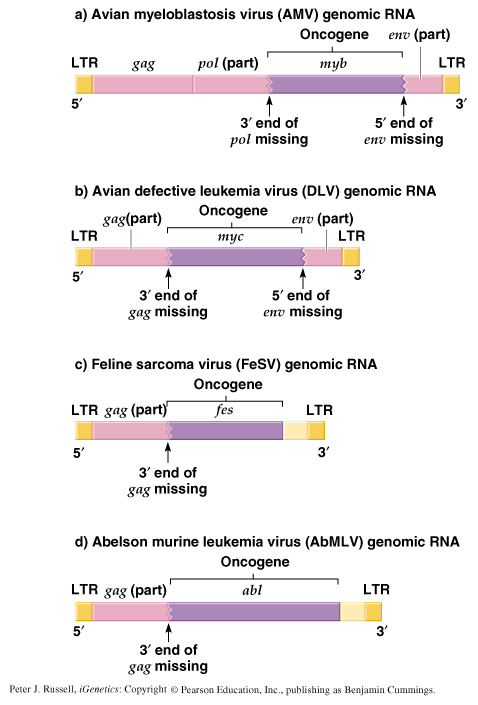 a) Avian myeloblastosis virus (AMV) genomic RNA
Oncogene env (part)
LTR gag pol (part) myb LTR
5′ 3′
3′ end of 5′ end of
pol missing env missing
b) Avian defective leukemia virus (DLV) genomic RNA
Oncogene
gag(part) env (part)
LTR myc LTR
5′ 3′
3′ end of 5′ end of
gag missing env missing
c) Feline sarcoma virus (FeSV) genomic RNA
Oncogene
LTR gag (part) fes LTR
5′ 3′
3′ end of
gag missing
d) Abelson murine leukemia virus (AbMLV) genomic RNA
Oncogene
LTR gag (part) abl LTR
5′ 3′
3′ end of
gag missing
Peter J. Russell, iGenetics: Copyright © Pearson Education, Inc., publishing as Benjamin Cummings.